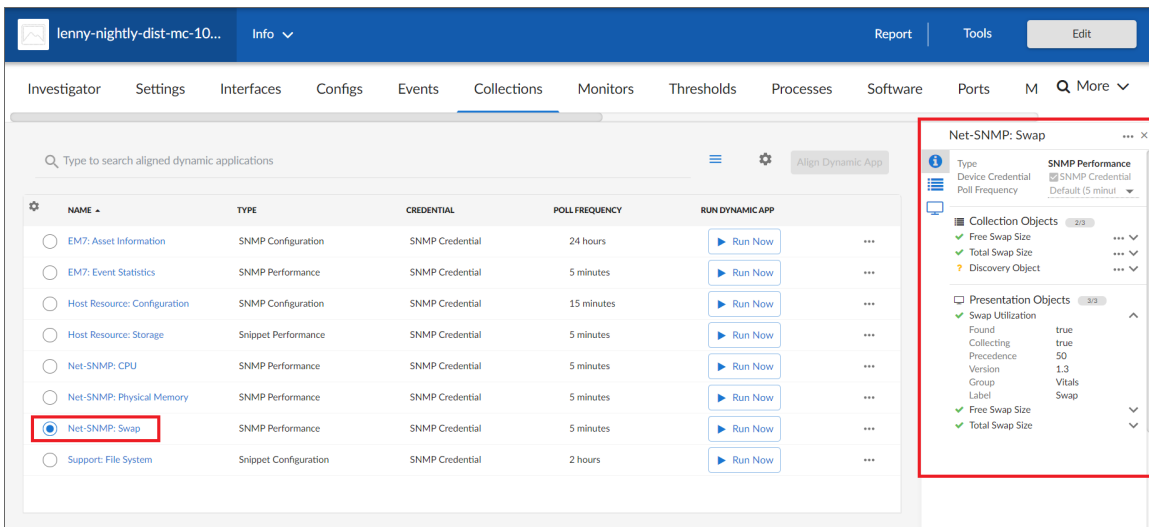 lenny-nightly-dist-mc-10... Info Report Tools Edit
Investigator Settings Interfaces Configs Events Collections Monitors Thresholds Processes Software Ports M More
Type to search aligned dynamic applications Align Dynamic App
NAME TYPE CREDENTIAL POLL FREQUENCY RUN DYNAMIC APP
EM7: Asset Information SNMP Configuration SNMP Credential 24 hours Run Now
EM7: Event Statistics SNMP Performance SNMP Credential 5 minutes Run Now
Host Resource: Configuration SNMP Configuration SNMP Credential 15 minutes Run Now
Host Resource: Storage Snippet Performance SNMP Credential 5 minutes Run Now
Net-SNMP: CPU SNMP Performance SNMP Credential 5 minutes Run Now
Net-SNMP: Physical Memory SNMP Performance SNMP Credential 5 minutes Run Now
Net-SNMP: Swap SNMP Performance SNMP Credential 5 minutes Run Now
Support: File System Snippet Configuration SNMP Credential 2 hours Run Now
Net-SNMP: Swap
Type SNMP Performance
Device Credential SNMP Credential
Poll Frequency Default (5 minut
Collection Objects 2/3
Free Swap Size
Total Swap Size
? Discovery Object
Presentation Objects 3/3
Swap Utilization
Found true
Collecting true
Precedence 50
Version 1.3
Group Vitals
Label Swap
Free Swap Size
Total Swap Size